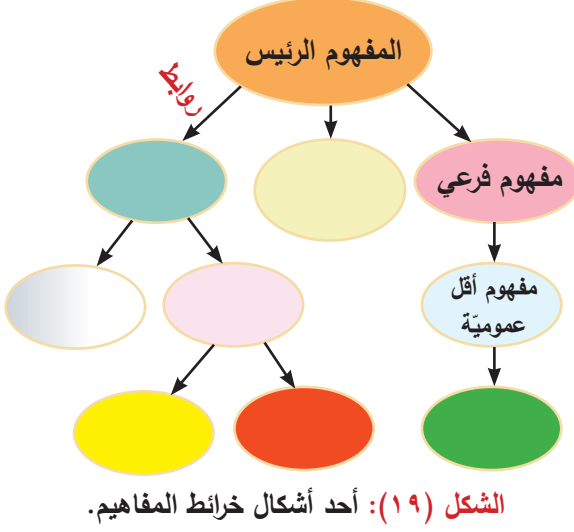 المفهوم الرئيس
روابط
مفهوم فرعي
مفهوم أقل
عموميّة
الشكل (١٩): أحد أشكال خرائط المفاهيم.